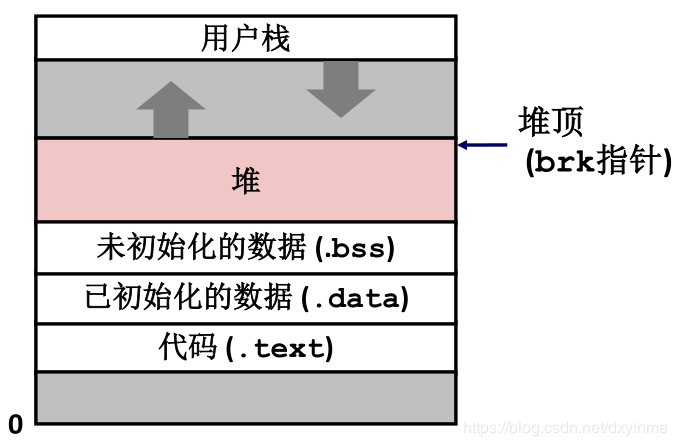 用户栈
堆顶
(brk指针)
堆
未初始化的数据(.bss)
已初始化的数据(.data)
代码(.text)
0
https://blog.csdn.net/dxyinme